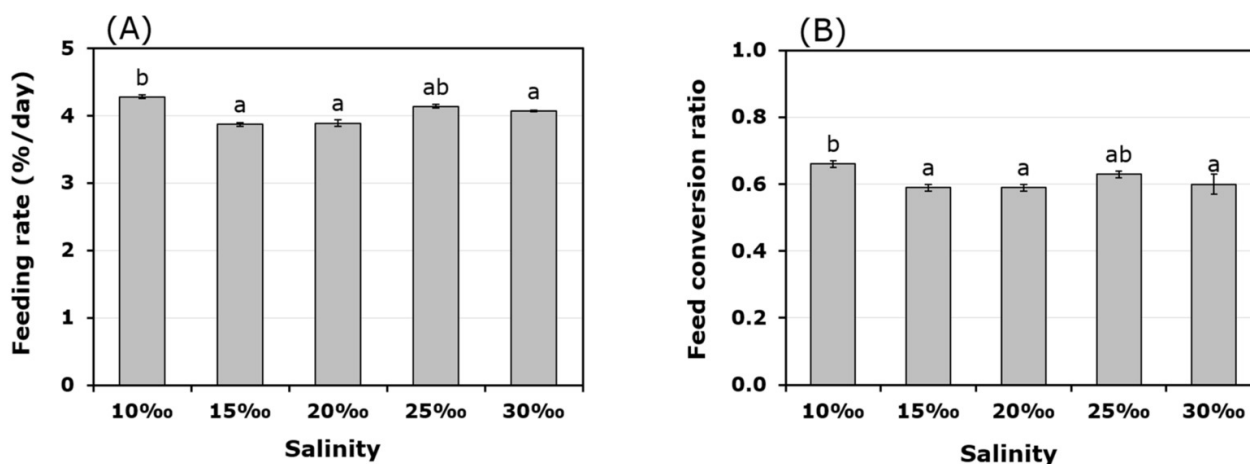 (A)
Feeding rate (%/day)
5
4
3
2
1
0
b
a
a
ab
a
10‰ 15‰ 20‰ 25‰ 30‰
Salinity
(B)
Feed conversion ratio
1.0
0.8
0.6
0.4
0.2
0.0
b
a
a
ab
a
10‰ 15‰ 20‰ 25‰ 30‰
Salinity